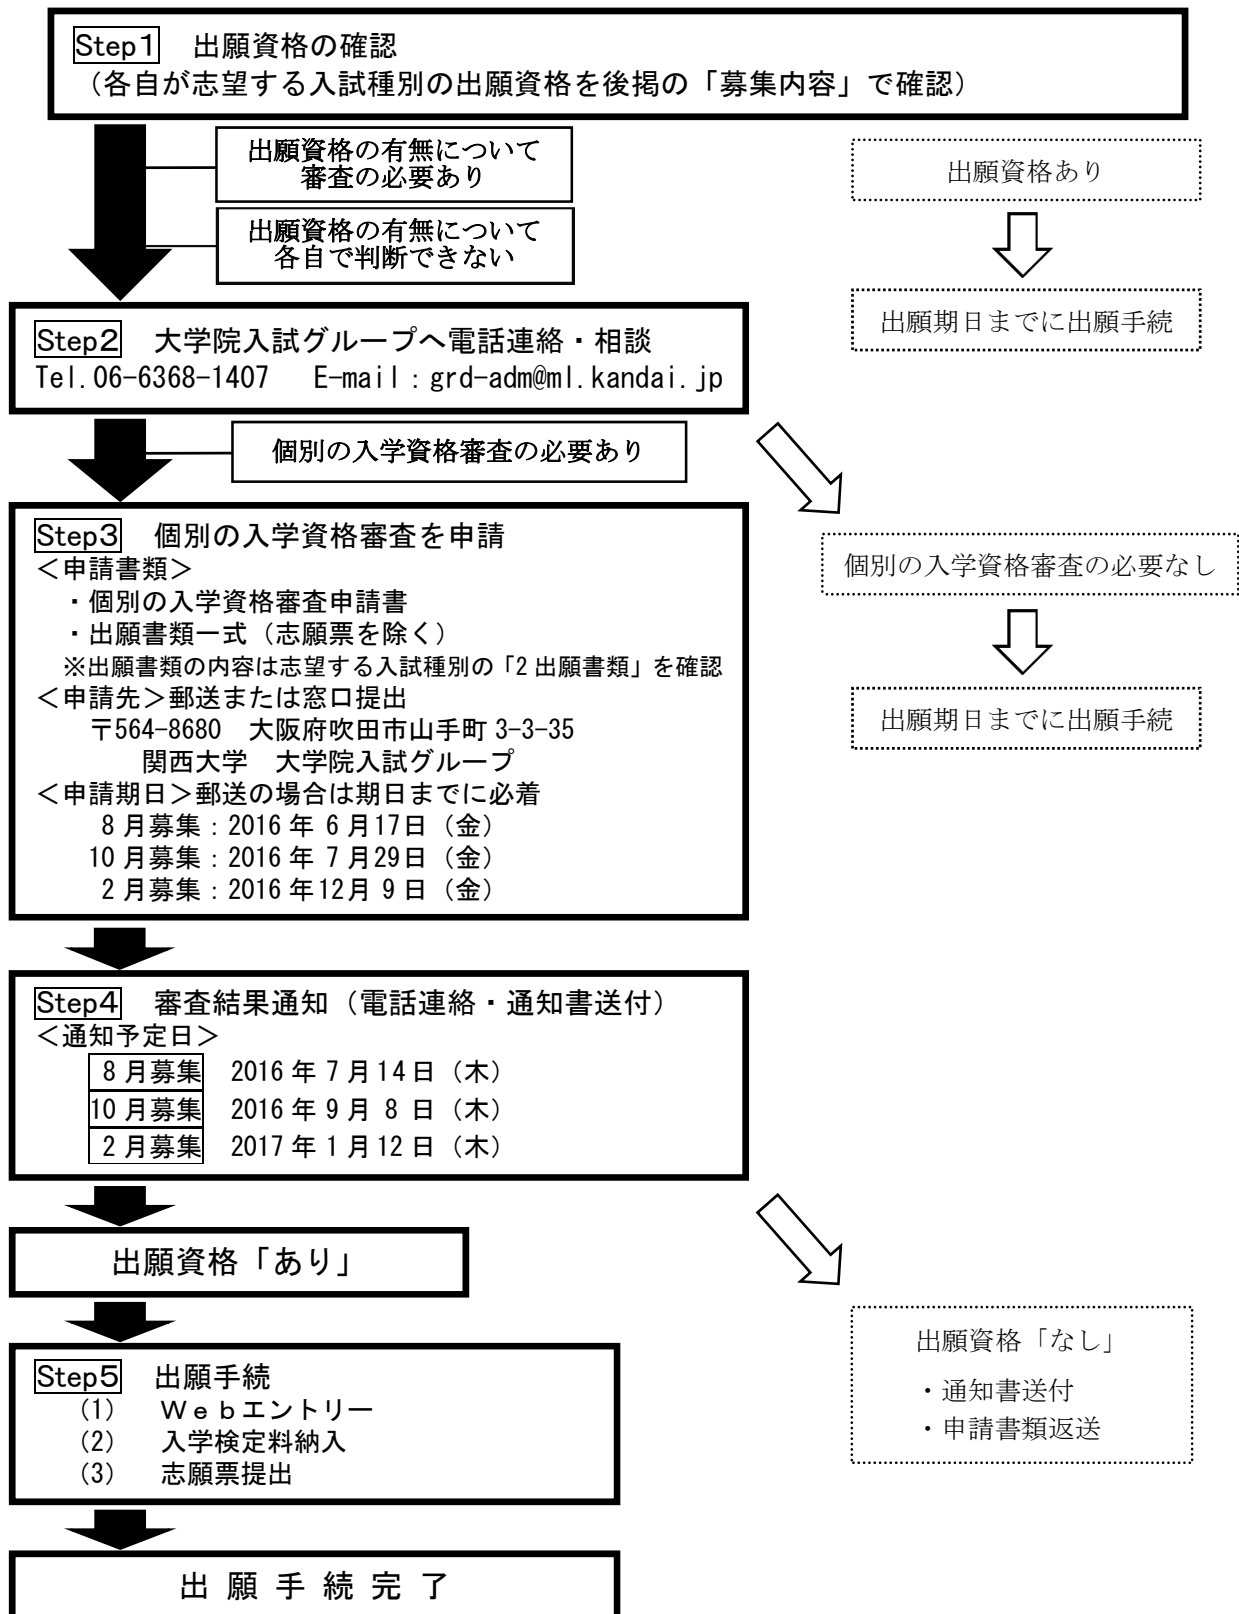 Step1 出願資格の確認
（各自が志望する入試種別の出願資格を後掲の「募集内容」で確認）
出願資格の有無について
審査の必要あり
出願資格の有無について
各自で判断できない
出願資格あり
出願期日までに出願手続
Step2 大学院入試グループへ電話連絡・相談
Tel.06-6368-1407 E-mail：grd-adm@ml.kandai.jp
個別の入学資格審査の必要あり
個別の入学資格審査の必要なし
出願期日までに出願手続
Step3 個別の入学資格審査を申請
＜申請書類＞
・個別の入学資格審査申請書
・出願書類一式（志願票を除く）
※出願書類の内容は志望する入試種別の「2 出願書類」を確認
＜申請先＞郵送または窓口提出
〒564-8680 大阪府吹田市山手町 3-3-35
関西大学 大学院入試グループ
＜申請期日＞郵送の場合は期日までに必着
8 月募集：2016 年 6 月17日（金）
10 月募集：2016 年 7 月29日（金）
2 月募集：2016 年12月 9 日（金）
Step4 審査結果通知（電話連絡・通知書送付）
＜通知予定日＞
8 月募集 2016 年 7 月14日（木）
10 月募集 2016 年 9 月 8 日（木）
2 月募集 2017 年 1 月12 日（木）
出願資格「あり」
出願資格「なし」
・通知書送付
・申請書類返送
Step5 出願手続
(1) Ｗｅｂエントリー
(2) 入学検定料納入
(3) 志願票提出
出 願 手 続 完 了